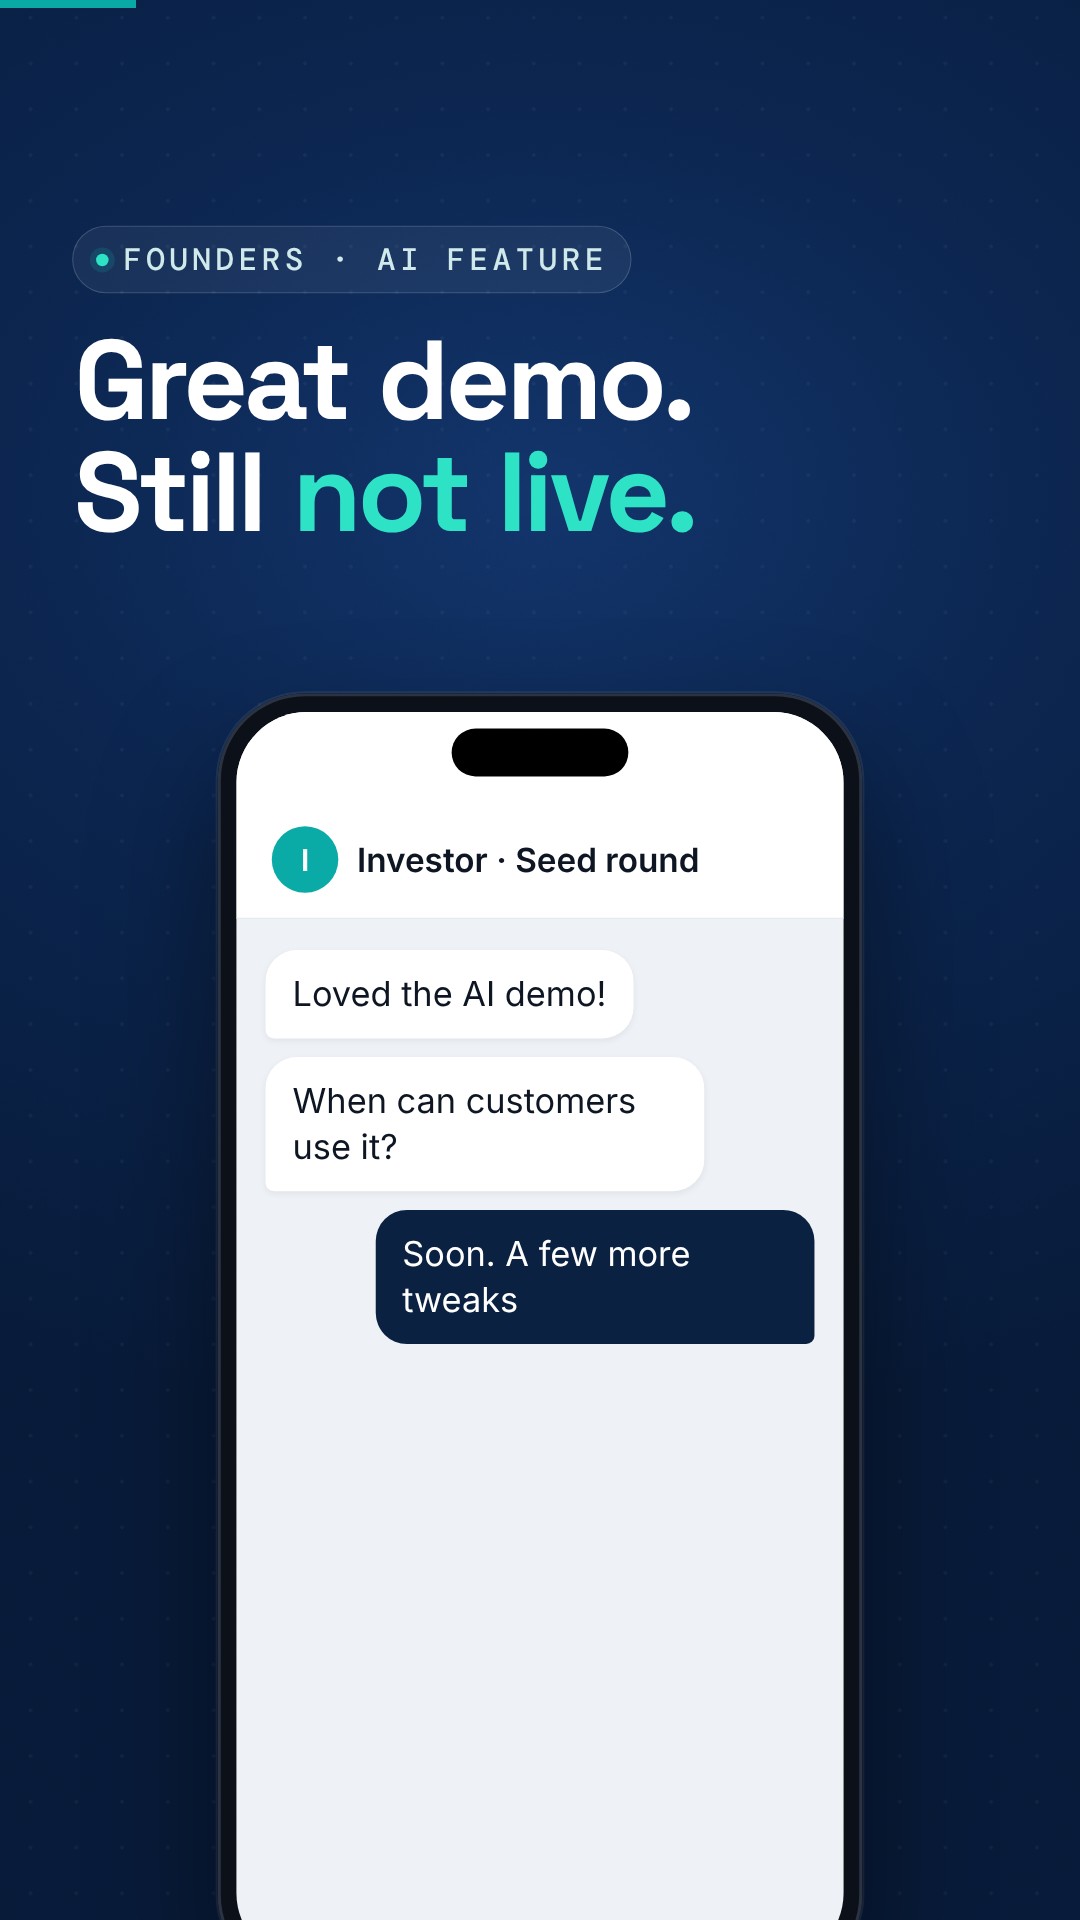 FOUNDERS · AI FEATURE
Great demo.
Still not live.
I
Investor · Seed round
Loved the AI demo!
When can customers
use it?
Soon. A few more
tweaks